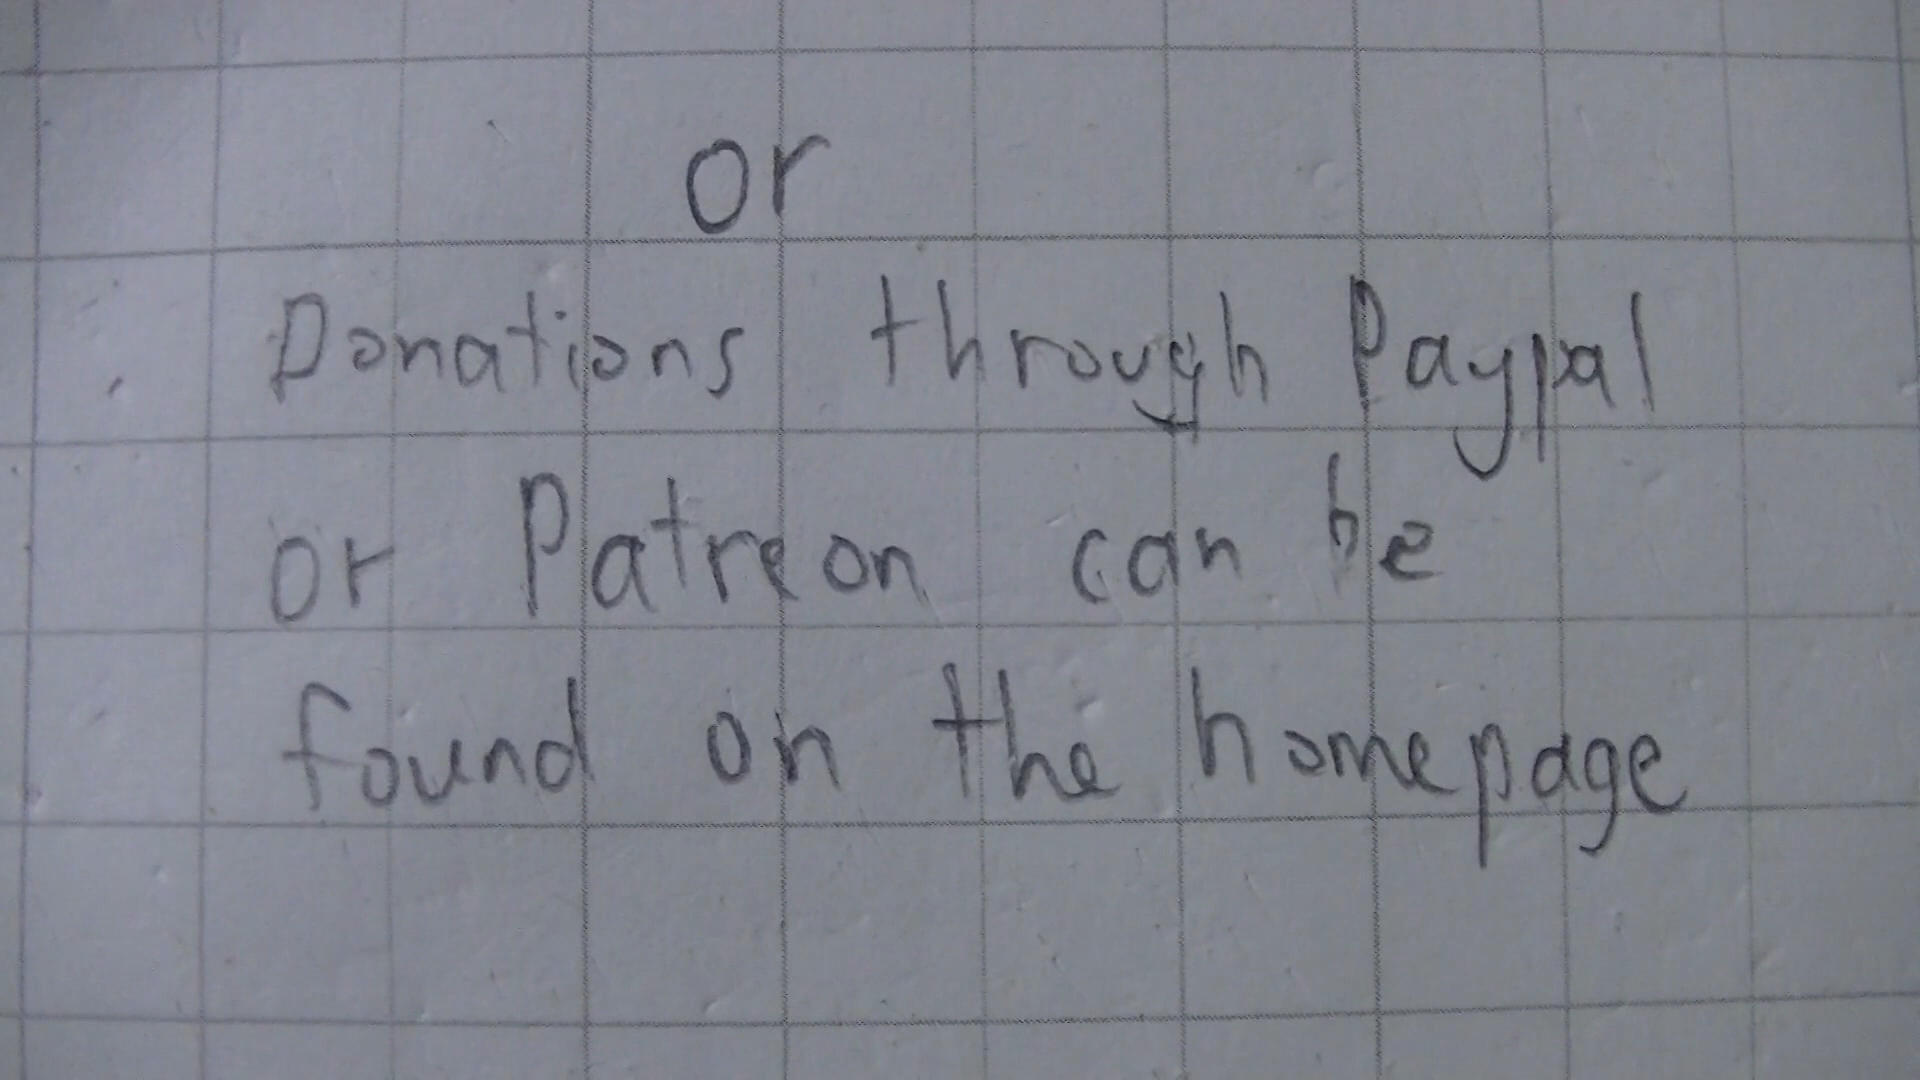 or
Donations through Paypal
or Patreon can be
found on the homepage